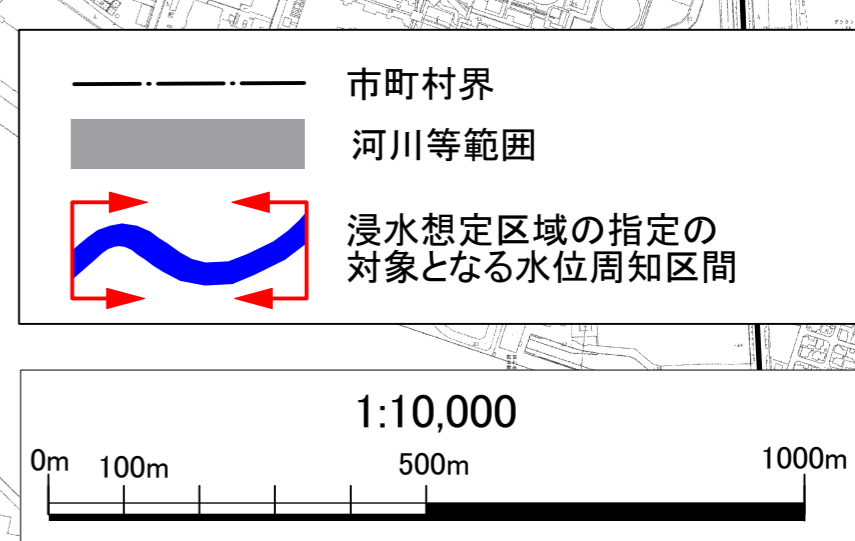 市町村界
河川等範囲
浸水想定区域の指定の
対象となる水位周知区間
1:10,000
0m 100m 500m 1000m